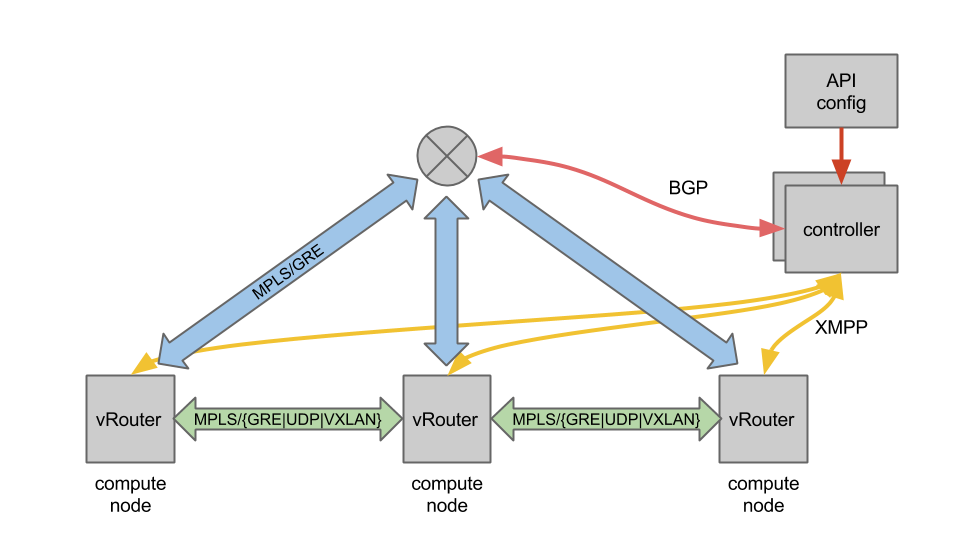 API
config
BGP
controller
MPLS/GRE
XMPP
vRouter
MPLS/{GRE|UDP|VXLAN}
vRouter
MPLS/{GRE|UDP|VXLAN}
vRouter
compute
node
compute
node
compute
node